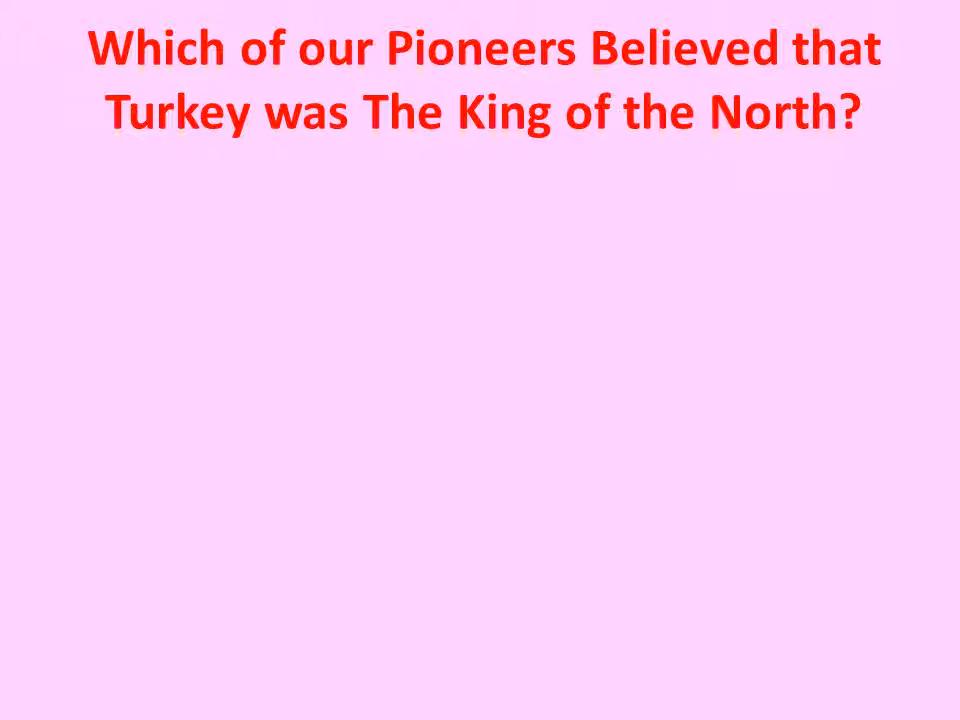 Which of our Pioneers Believed that
Turkey was The King of the North?